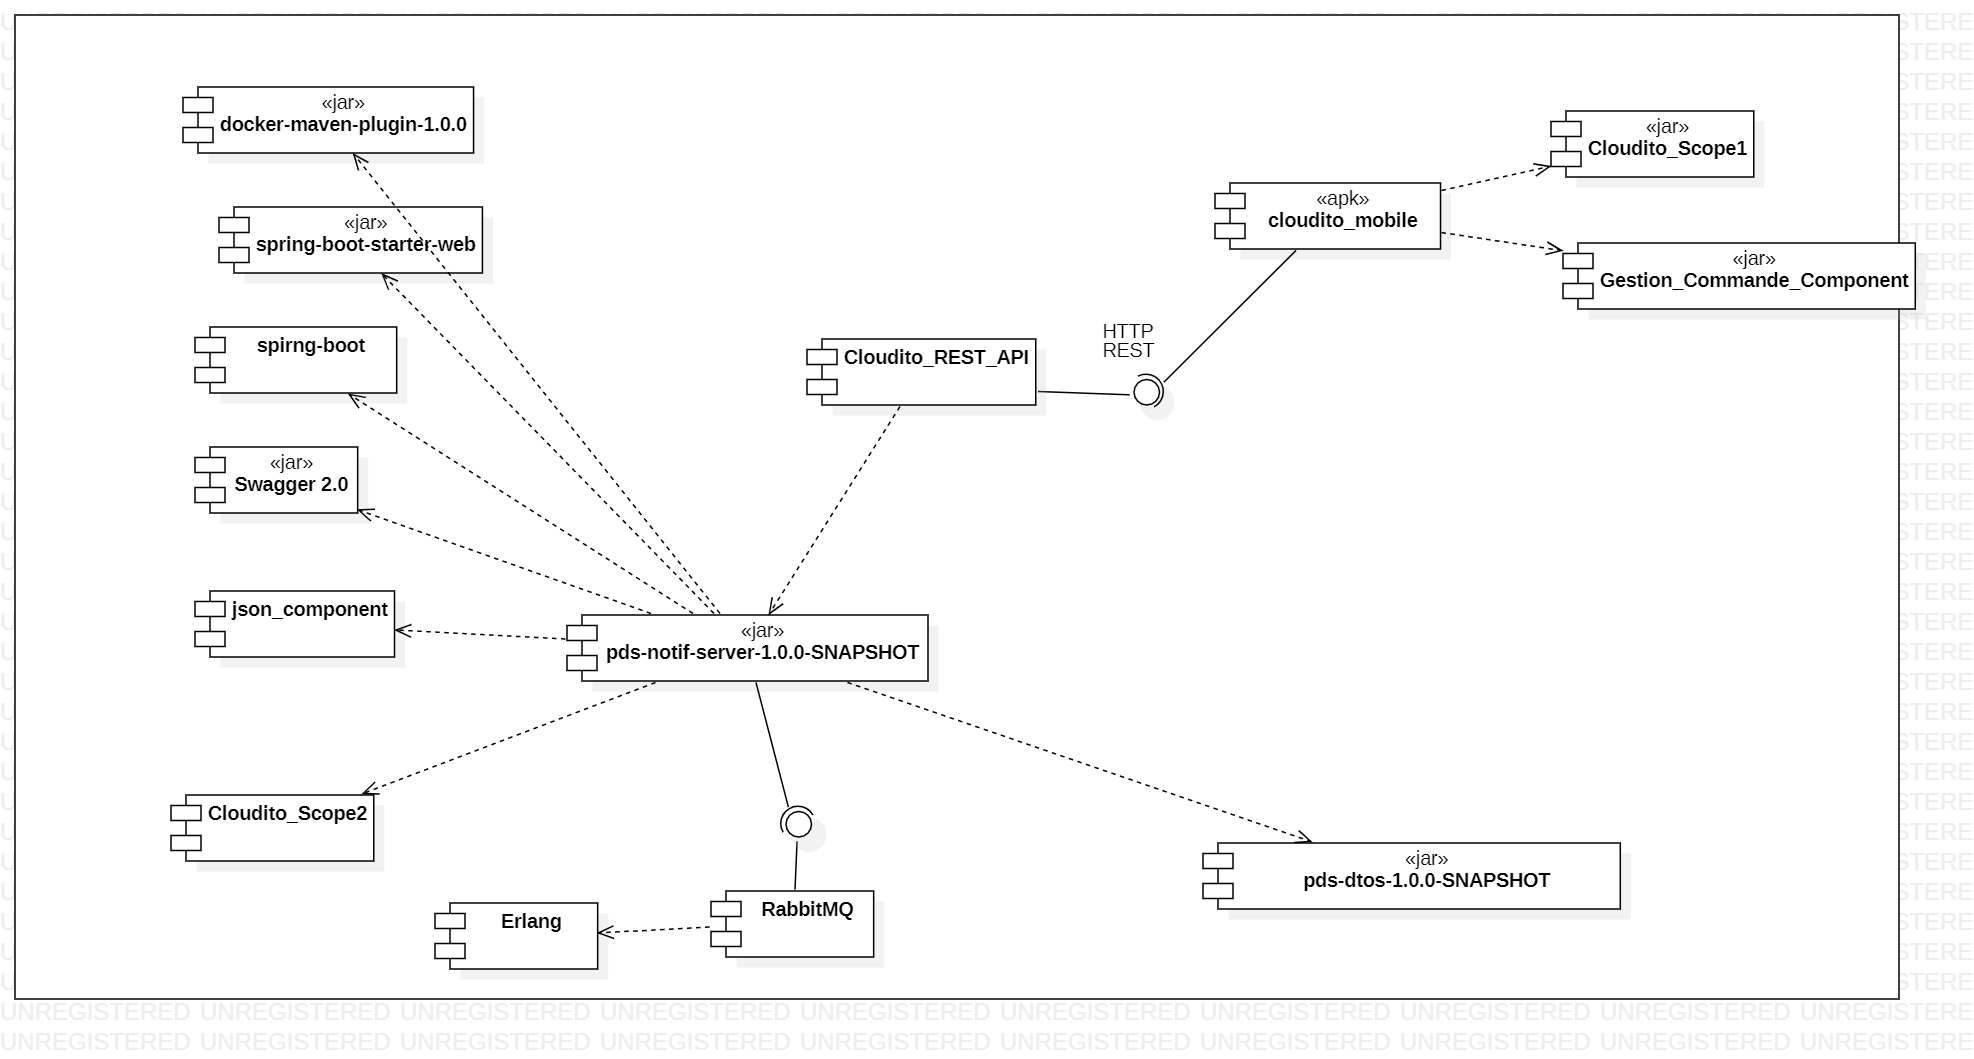 «jar»
docker-maven-plugin-1.0.0
«jar»
spring-boot-starter-web
spirng-boot
«jar»
Swagger 2.0
json_component
«jar»
Cloudito_Scope1
«apk»
cloudito_mobile
«jar»
Gestion_Commande_Component
HTTP
REST
Cloudito_REST_API
«jar»
pds-notif-server-1.0.0-SNAPSHOT
Cloudito_Scope2
«jar»
pds-dtos-1.0.0-SNAPSHOT
RabbitMQ
Erlang
UNREGISTERED UNREGISTERED UNREGISTERED UNREGISTERED UNREGISTERED UNREGISTERED UNREGISTERED UNREGISTERED UNREGISTERED UNREGISTERE
UNREGISTERED UNREGISTERED UNREGISTERED UNREGISTERED UNREGISTERED UNREGISTERED UNREGISTERED UNREGISTERED UNREGISTERED UNREGISTERE